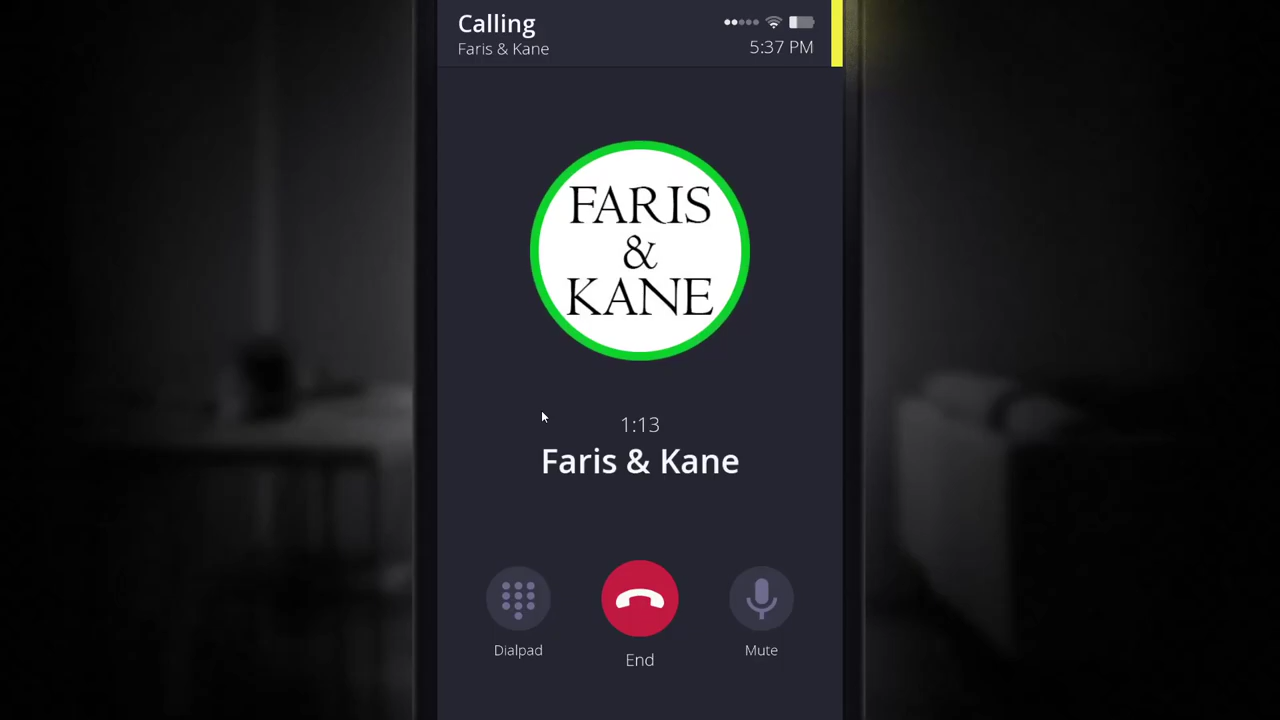 Calling
Faris & Kane
5:37 PM
FARIS
&
KANE
1:13
Faris & Kane
Dialpad
End
Mute